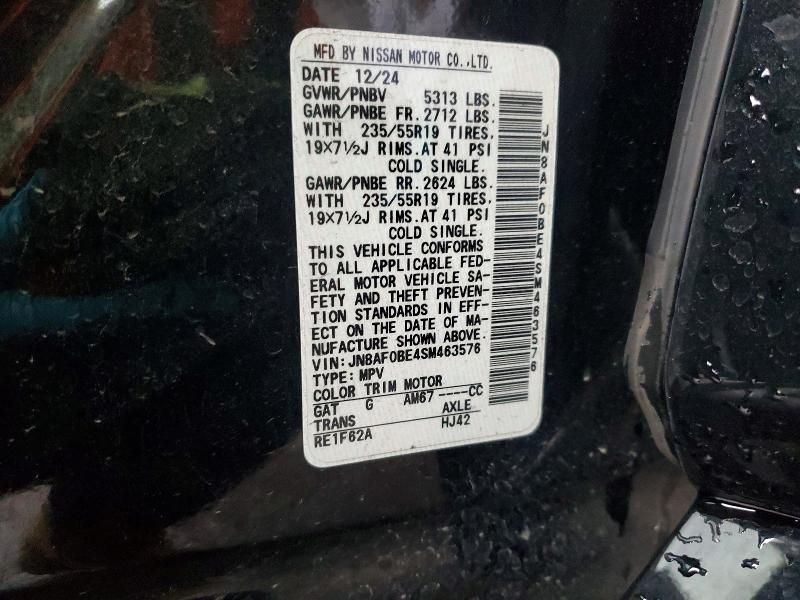 MFD BY NISSAN MOTOR CO.,LTD.
DATE 12/24
GVWR/PNBV 5313 LBS.
GAWR/PNBE FR. 2712 LBS.
WITH 235/55R19 TIRES,
19×7½J RIMS.AT 41 PSI
COLD SINGLE.
GAWR/PNBE RR. 2624 LBS.
WITH 235/55R19 TIRES,
19×7½J RIMS.AT 41 PSI
COLD SINGLE.
THIS VEHICLE CONFORMS
TO ALL APPLICABLE FED-
ERAL MOTOR VEHICLE SA-
FETY AND THEFT PREVEN-
TION STANDARDS IN EFF-
ECT ON THE DATE OF MA-
NUFACTURE SHOWN ABOVE.
VIN:JN8AF0BE4SM463576
TYPE:MPV
COLOR TRIM MOTOR
GAT G AM67 ----CC
TRANS AXLE
RE1F62A HJ42
JN8AF0BE4SM463576